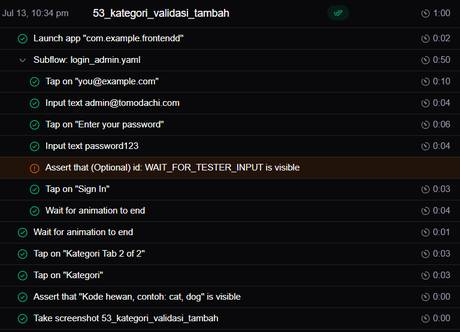 Jul 13, 10:34 pm 53_kategori_validasi_tambah 1:00
Launch app "com.example.frontendd" 0:02
Subflow: login_admin.yaml 0:50
Tap on "you@example.com" 0:10
Input text admin@tomodachi.com 0:04
Tap on "Enter your password" 0:06
Input text password123 0:04
Assert that (Optional) id: WAIT_FOR_TESTER_INPUT is visible
Tap on "Sign In" 0:03
Wait for animation to end 0:04
Wait for animation to end 0:01
Tap on "Kategori Tab 2 of 2" 0:03
Tap on "Kategori" 0:03
Assert that "Kode hewan, contoh: cat, dog" is visible 0:00
Take screenshot 53_kategori_validasi_tambah 0:00